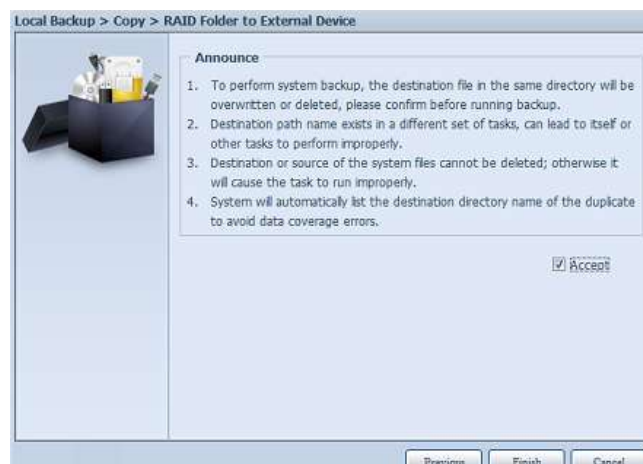 Local Backup > Copy > RAID Folder to External Device
Announce
1. To perform system backup, the destination file in the same directory will be
overwritten or deleted, please confirm before running backup.
2. Destination path name exists in a different set of tasks, can lead to itself or
other tasks to perform improperly.
3. Destination or source of the system files cannot be deleted; otherwise it
will cause the task to run improperly.
4. System will automatically list the destination directory name of the duplicate
to avoid data coverage errors.
Accept
Previous Finish Cancel